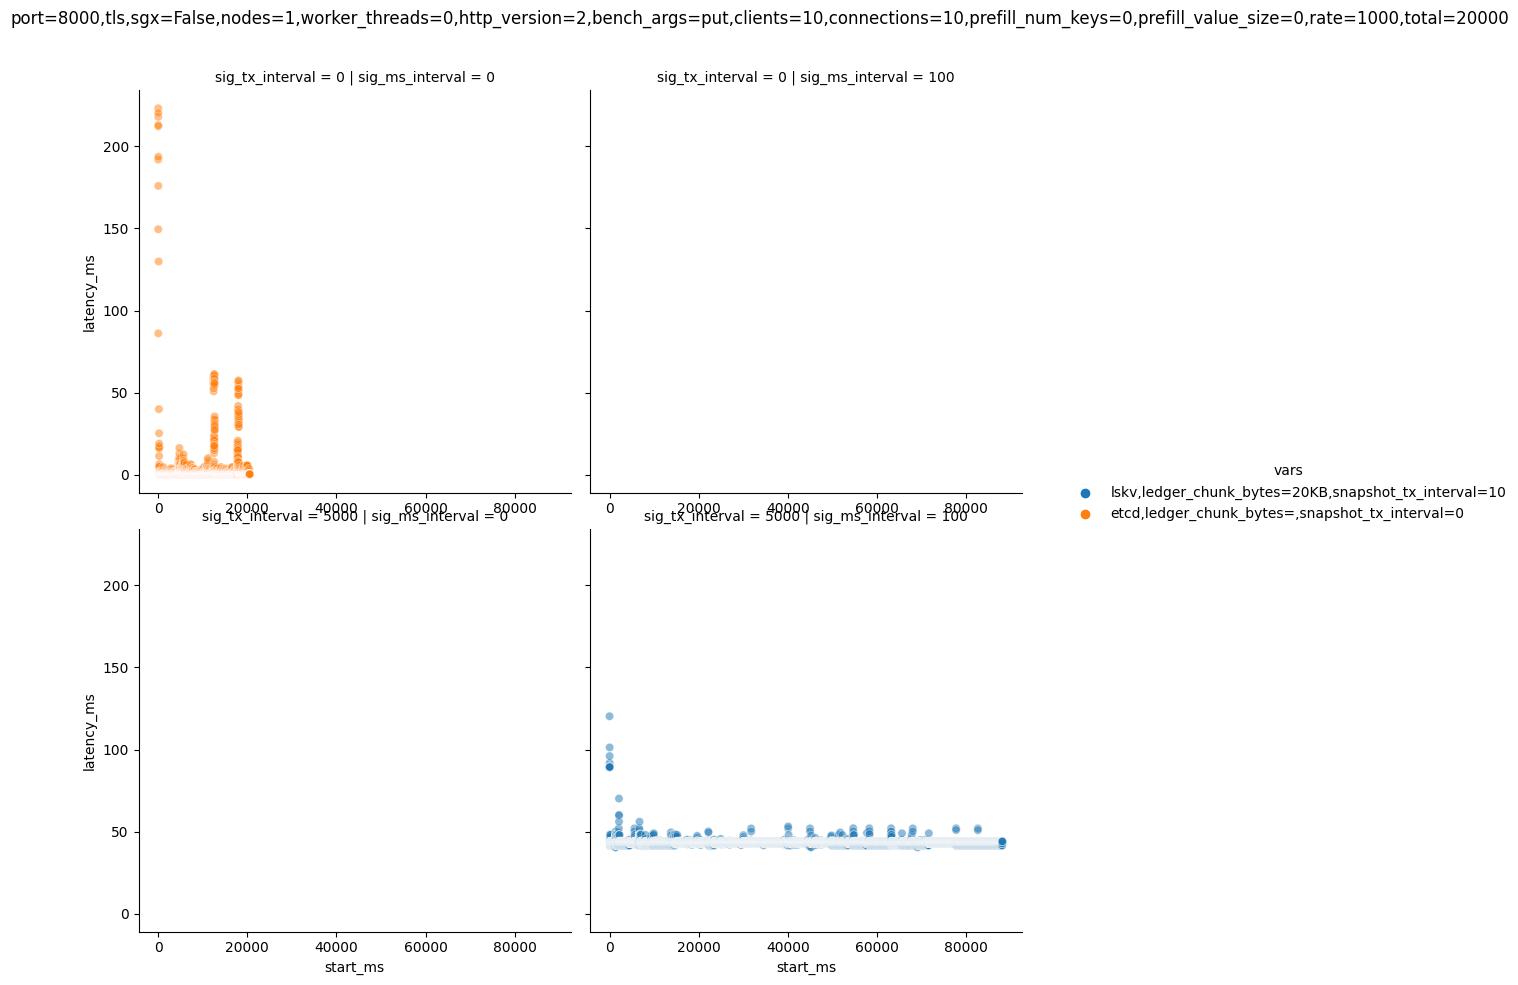 port=8000,tls,sgx=False,nodes=1,worker_threads=0,http_version=2,bench_args=put,clients=10,connections=10,prefill_num_keys=0,prefill_value_size=0,rate=1000,total=20000
sig_tx_interval = 0 | sig_ms_interval = 0
sig_tx_interval = 0 | sig_ms_interval = 100
200
150
100
50
0
latency_ms
0 20000 40000 60000 80000
0 20000 40000 60000 80000
vars
lskv,ledger_chunk_bytes=20KB,snapshot_tx_interval=10
etcd,ledger_chunk_bytes=,snapshot_tx_interval=0
sig_tx_interval = 5000 | sig_ms_interval = 0
sig_tx_interval = 5000 | sig_ms_interval = 100
200
150
100
50
0
latency_ms
0 20000 40000 60000 80000
0 20000 40000 60000 80000
start_ms
start_ms